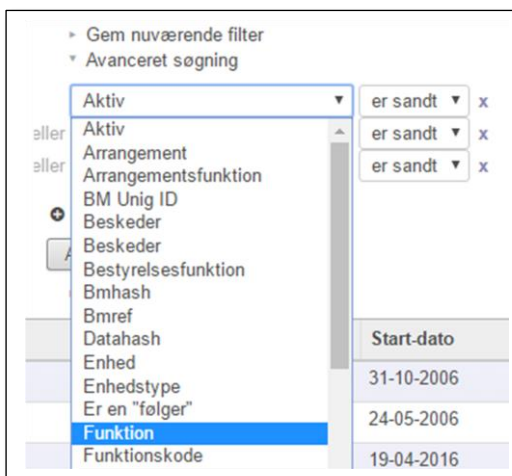 Gem nuværende filter
Avanceret søgning
Aktiv er sandt x
eller Aktiv er sandt x
eller Arrangement er sandt x
Arrangementsfunktion
BM Unig ID
Beskeder
Beskeder
Bestyrelsesfunktion
Bmhash
Bmref
Datahash Start-dato
Enhed
Enhedstype 31-10-2006
Er en "følger"
Funktion 24-05-2006
Funktionskode 19-04-2016